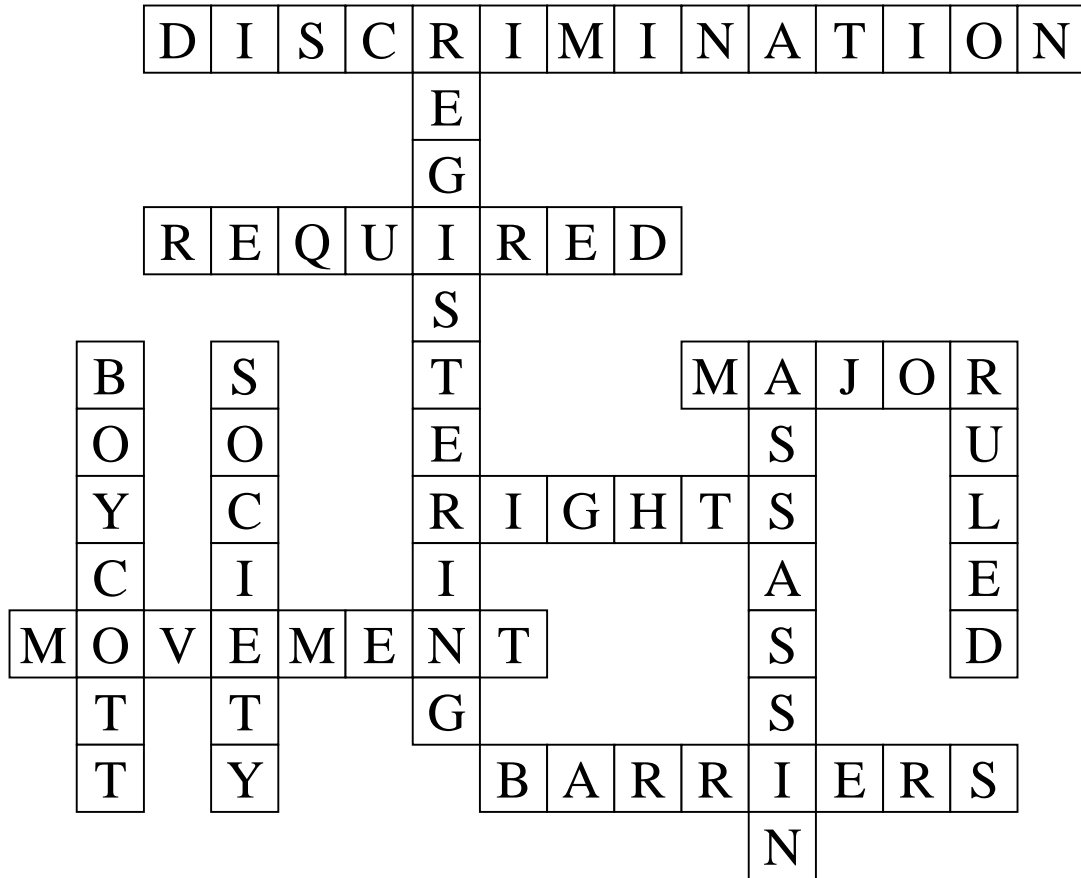 DISCRIMINATION
REGISTERING
REQUIRED
BOYCOTT
SOCIETY
MAJOR
ASSASSIN
RULED
RIGHTS
MOVEMENT
BARRIERS